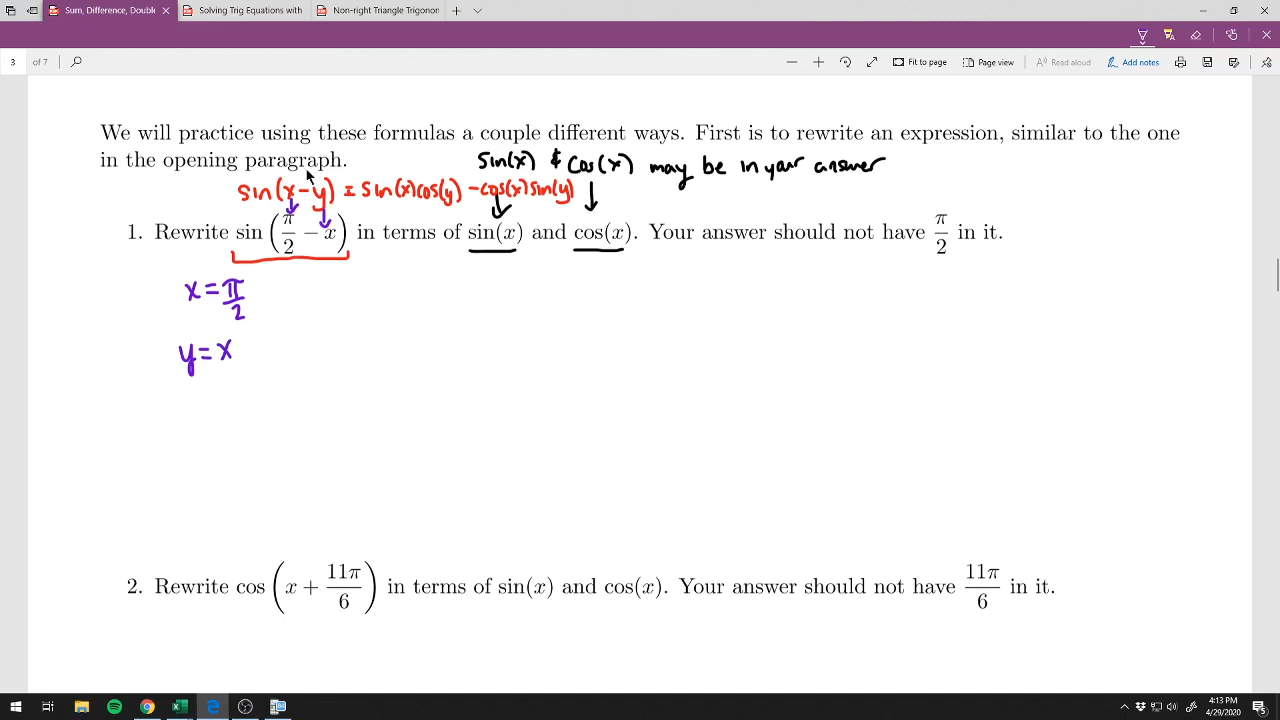 Sum, Difference, Double
Solving Trig Equations with
Non-right Triangle Trigonon
3 of 7
Fit to page
Page view
Read aloud
Add notes
We will practice using these formulas a couple different ways. First is to rewrite an expression, similar to the one
in the opening paragraph.
sin(x) & cos(x) may be in your answer
sin(x-y) = sin(x)cos(y) - cos(x)sin(y)
1. Rewrite sin(π/2 − x) in terms of sin(x) and cos(x). Your answer should not have π/2 in it.
x = π/2
y = x
2. Rewrite cos(x + 11π/6) in terms of sin(x) and cos(x). Your answer should not have 11π/6 in it.
4:13 PM
4/29/2020